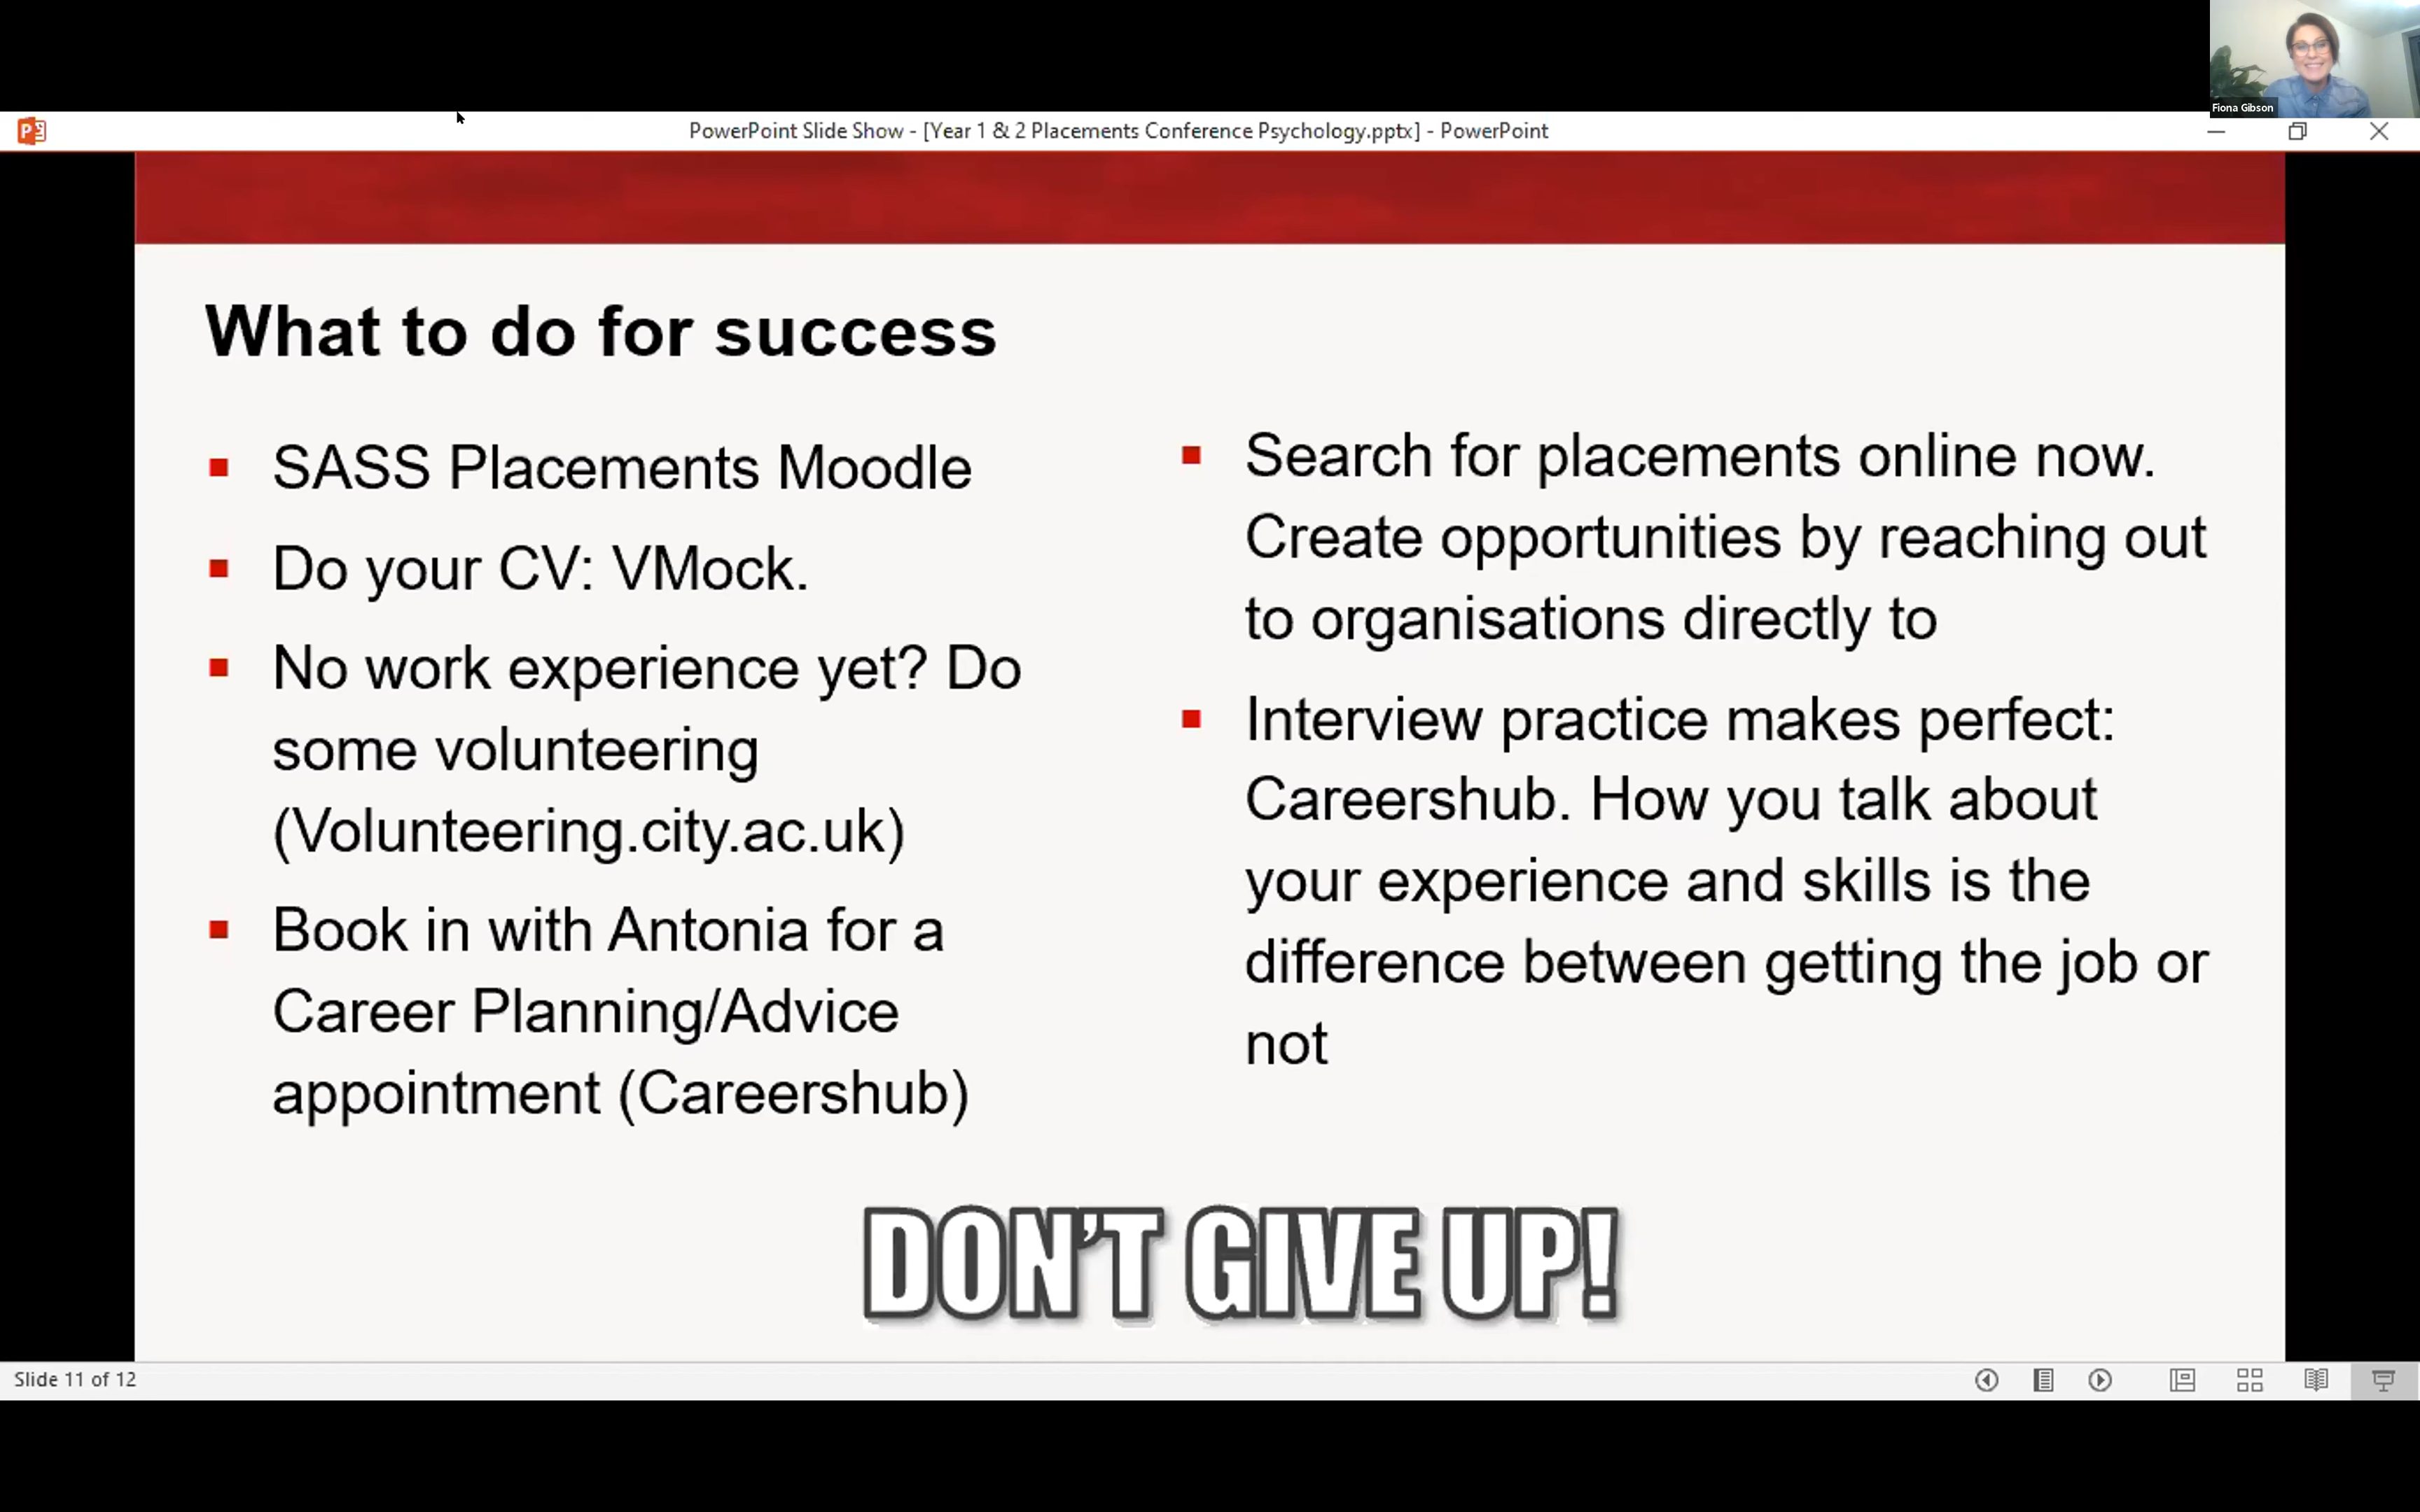 Fiona Gibson
PowerPoint Slide Show - [Year 1 & 2 Placements Conference Psychology.pptx] - PowerPoint
What to do for success
SASS Placements Moodle
Do your CV: VMock.
No work experience yet? Do
some volunteering
(Volunteering.city.ac.uk)
Book in with Antonia for a
Career Planning/Advice
appointment (Careershub)
Search for placements online now.
Create opportunities by reaching out
to organisations directly to
Interview practice makes perfect:
Careershub. How you talk about
your experience and skills is the
difference between getting the job or
not
DON'T GIVE UP!
Slide 11 of 12